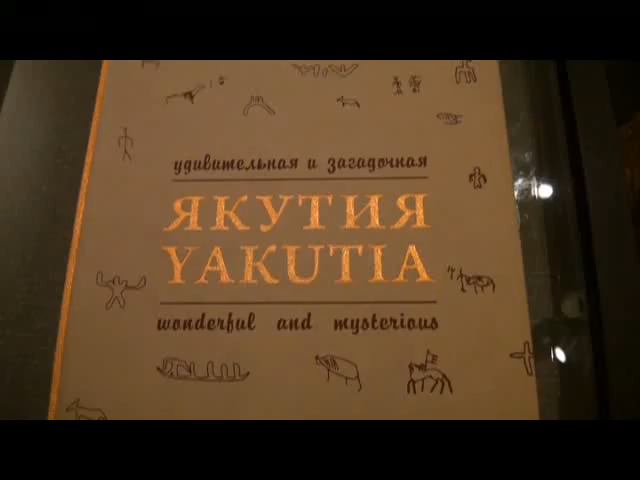 удивительная и загадочная
ЯКУТИЯ
YAKUTIA
wonderful and mysterious